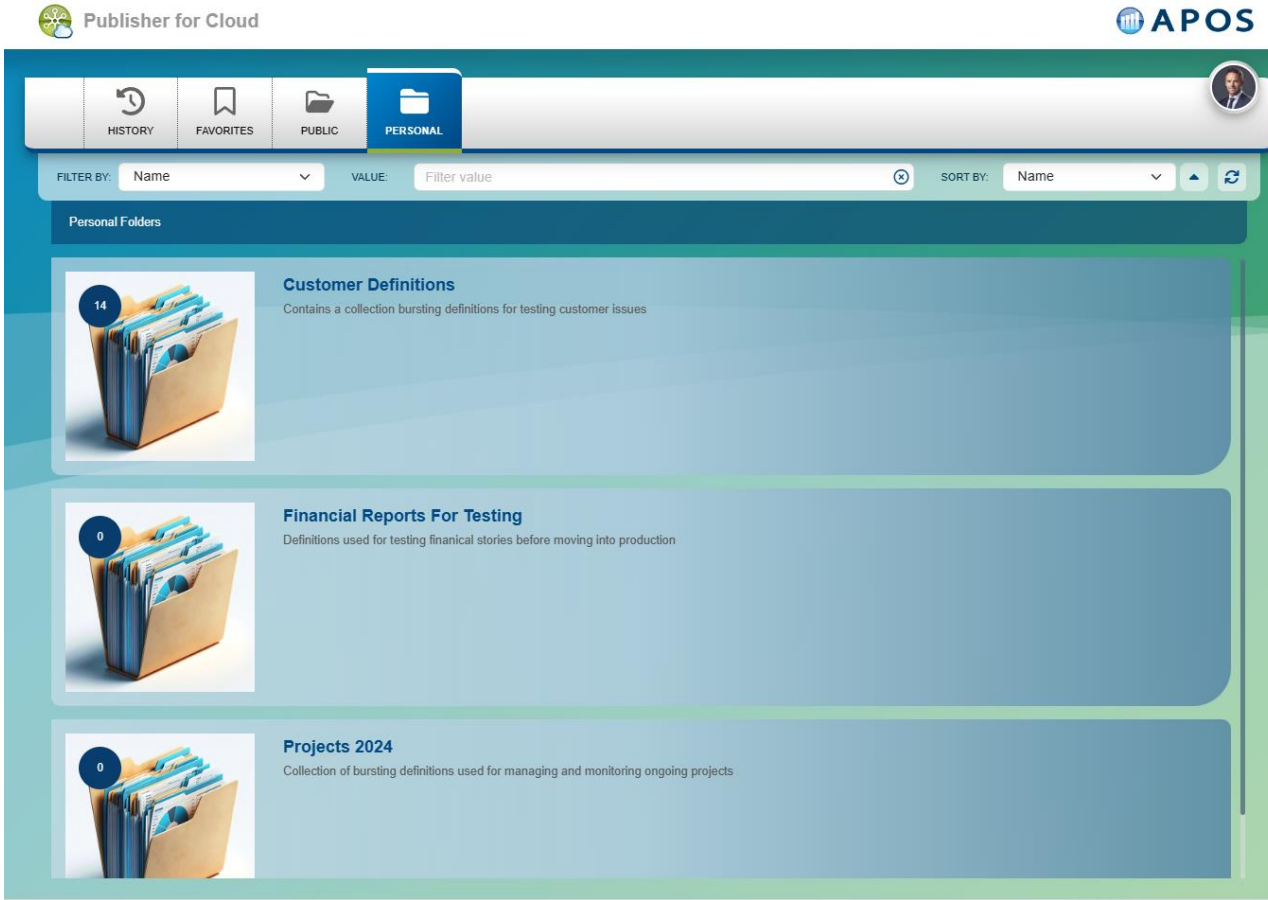 Publisher for Cloud
APOS
HISTORY
FAVORITES
PUBLIC
PERSONAL
FILTER BY:
Name
VALUE:
Filter value
SORT BY:
Name
Personal Folders
14
Customer Definitions
Contains a collection bursting definitions for testing customer issues
0
Financial Reports For Testing
Definitions used for testing finanical stories before moving into production
0
Projects 2024
Collection of bursting definitions used for managing and monitoring ongoing projects